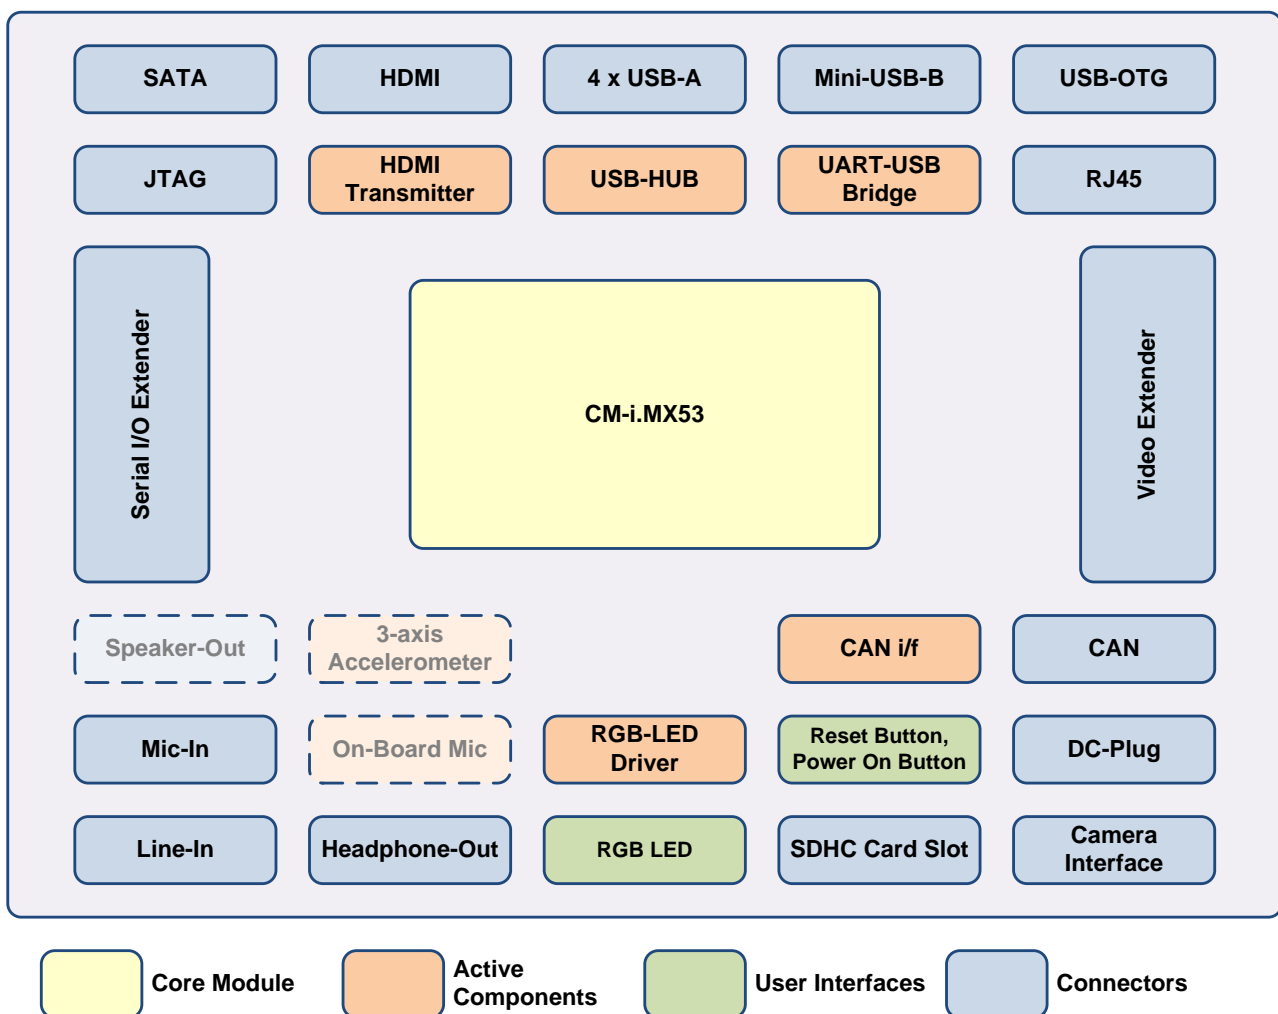 SATA
HDMI
4 x USB-A
Mini-USB-B
USB-OTG
JTAG
HDMI
Transmitter
USB-HUB
UART-USB
Bridge
RJ45
Serial I/O Extender
CM-i.MX53
Video Extender
Speaker-Out
3-axis
Accelerometer
CAN i/f
CAN
Mic-In
On-Board Mic
RGB-LED
Driver
Reset Button,
Power On Button
DC-Plug
Line-In
Headphone-Out
RGB LED
SDHC Card Slot
Camera
Interface
Core Module
Active
Components
User Interfaces
Connectors